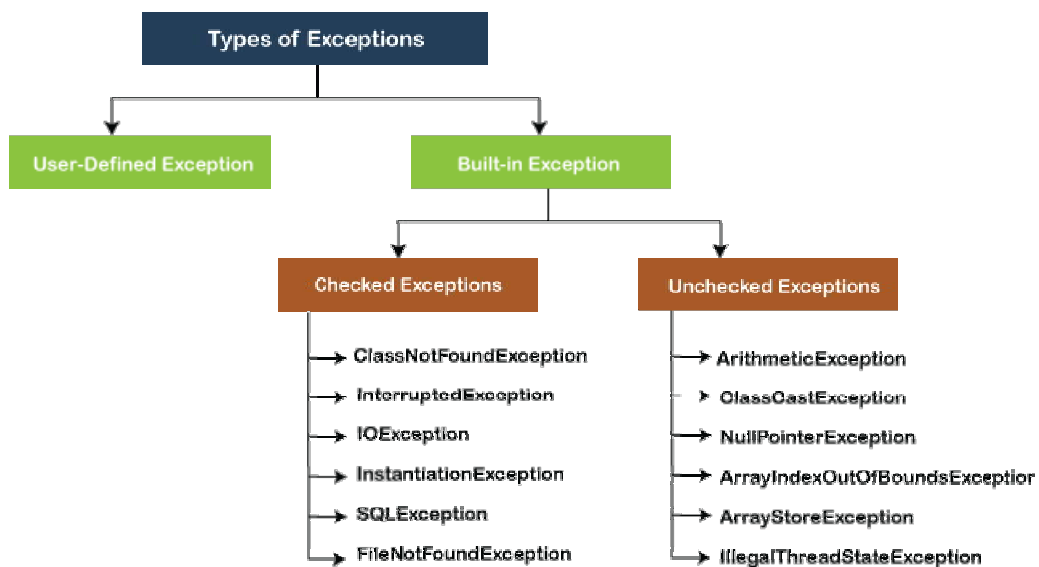 Types of Exceptions
User-Defined Exception
Built-in Exception
Checked Exceptions
Unchecked Exceptions
ClassNotFoundException
InterruptedException
IOException
InstantiationException
SQLException
FileNotFoundException
ArithmeticException
ClassCastException
NullPointerException
ArrayIndexOutOfBoundsException
ArrayStoreException
IllegalThreadStateException